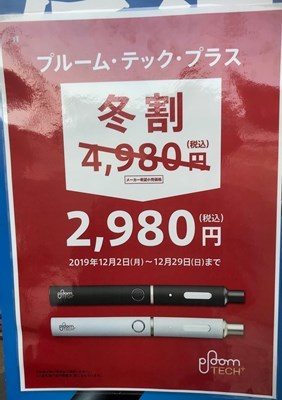 プルーム・テック・プラス
冬割
(税込)
4,980円
メーカー希望小売価格
(税込)
2,980円
2019年12月2日(月)～12月29日(日)まで
ploom
TECH+